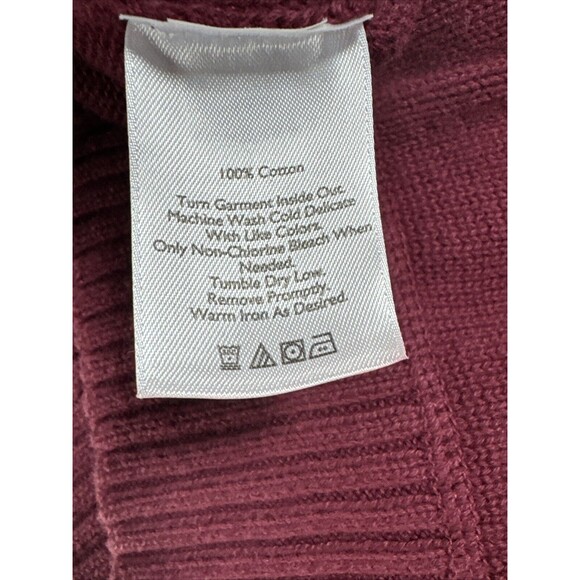 100% Cotton
Turn Garment Inside Out.
Machine Wash Cold Delicate
With Like Colors.
Only Non-Chlorine Bleach When
Needed.
Tumble Dry Low.
Remove Promptly.
Warm Iron As Desired.